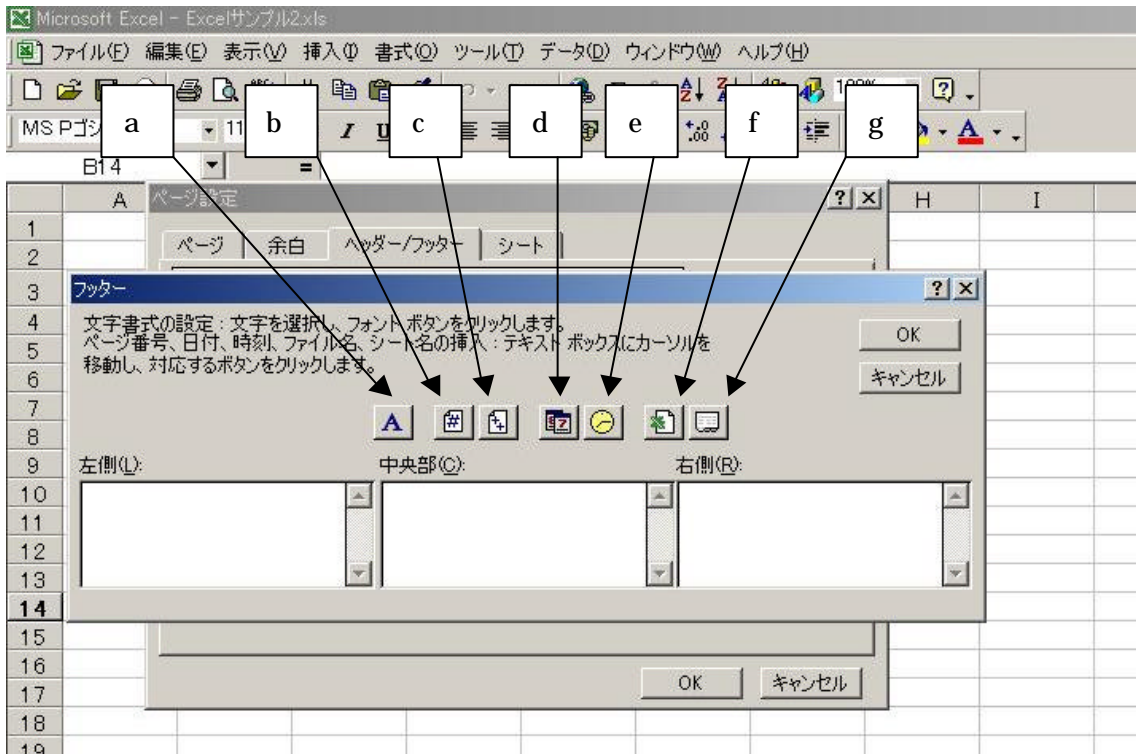 Microsoft Excel - Excelサンプル2.xls
ファイル(F) 編集(E) 表示(V) 挿入(I) 書式(O) ツール(T) データ(D) ウィンドウ(W) ヘルプ(H)
a b c d e f g
MS Pゴシ 11 I U
B14 =
A H I
ページ設定
ページ 余白 ヘッダー/フッター シート
フッター
文字書式の設定 : 文字を選択し、フォント ボタンをクリックします。
ページ番号、日付、時刻、ファイル名、シート名の挿入 : テキスト ボックスにカーソルを
移動し、対応するボタンをクリックします。
OK
キャンセル
A #
左側(L): 中央部(C): 右側(R):
OK キャンセル
1
2
3
4
5
6
7
8
9
10
11
12
13
14
15
16
17
18
19